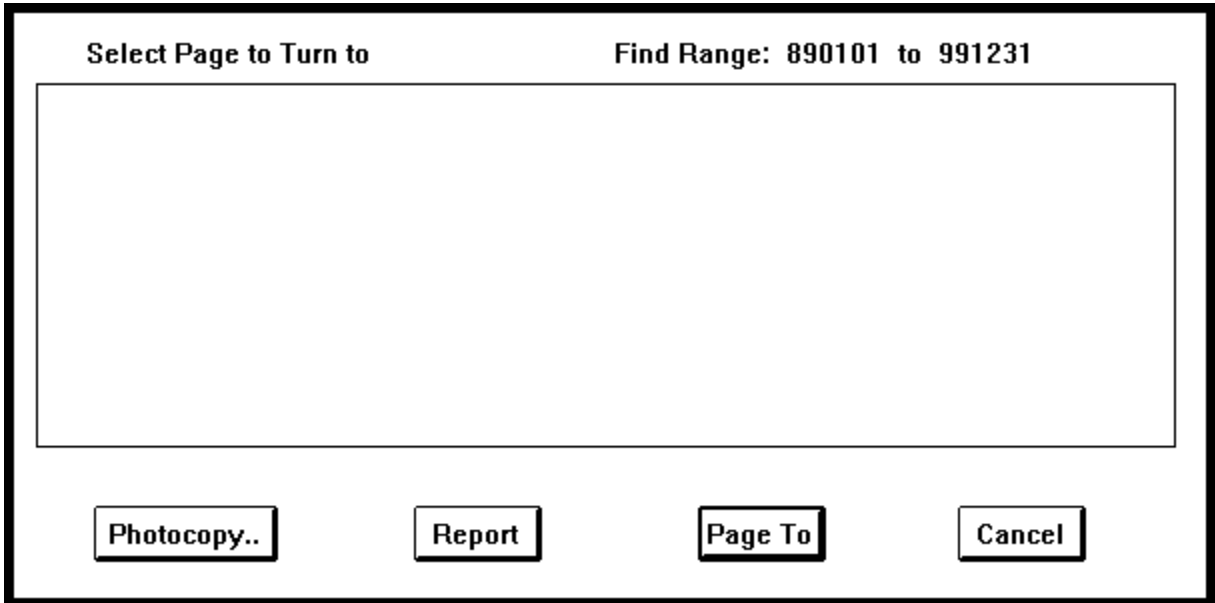 Select Page to Turn to Find Range: 890101 to 991231
Photocopy.. Report Page To Cancel